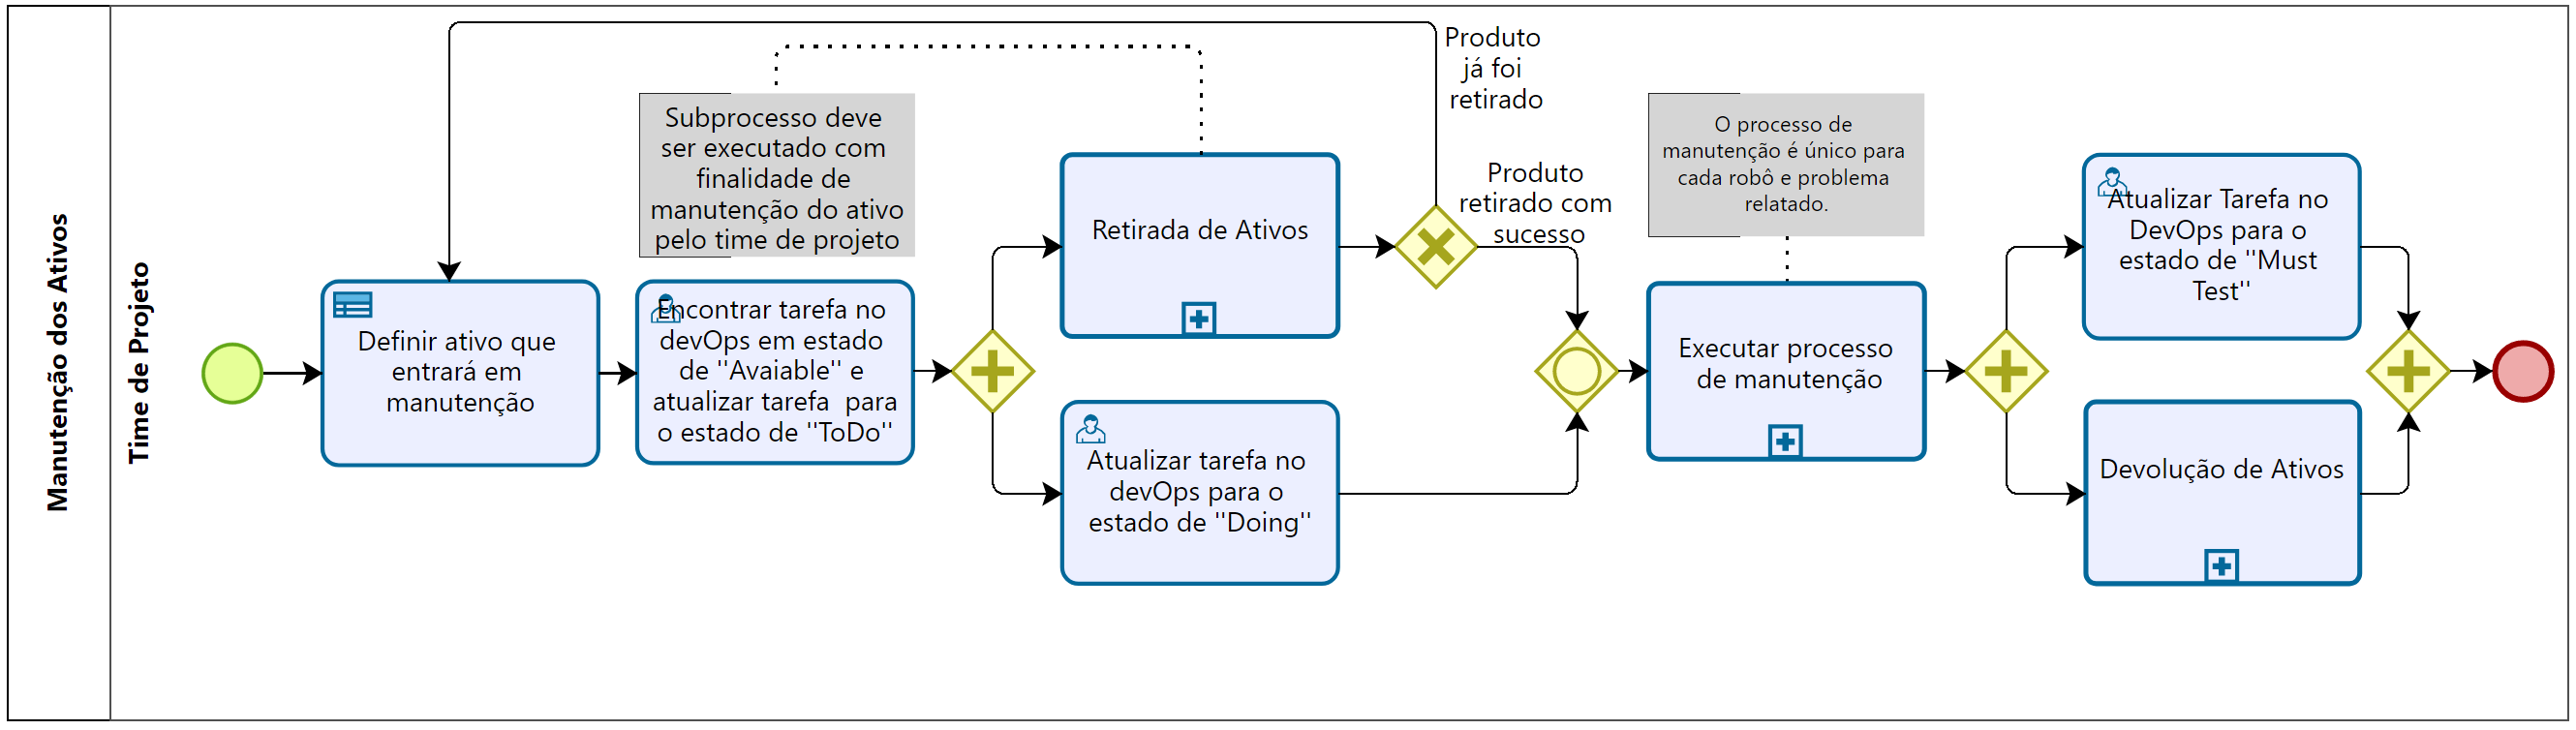 Manutenção dos Ativos
Time de Projeto
Definir ativo que
entrará em
manutenção
Subprocesso deve
ser executado com
finalidade de
manutenção do ativo
pelo time de projeto
Encontrar tarefa no
devOps em estado
de "Avaiable" e
atualizar tarefa  para
o estado de "ToDo"
Retirada de Ativos
Atualizar tarefa no
devOps para o
estado de "Doing"
Produto
já foi
retirado
Produto
retirado com
sucesso
O processo de
manutenção é único para
cada robô e problema
relatado.
Executar processo
de manutenção
Atualizar Tarefa no
DevOps para o
estado de "Must
Test"
Devolução de Ativos